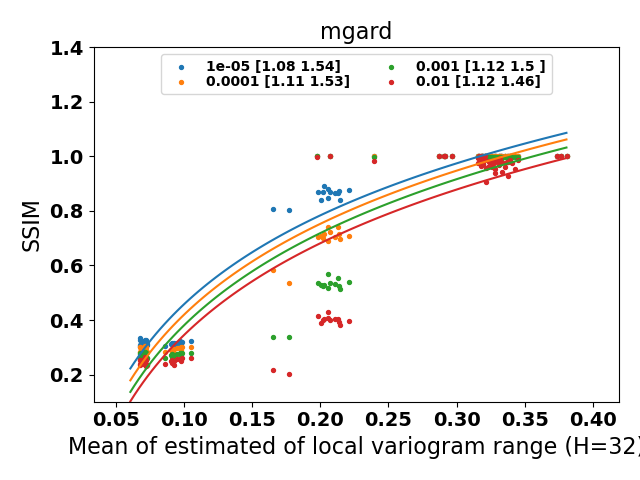 mgard
1e-05 [1.08 1.54]
0.0001 [1.11 1.53]
0.001 [1.12 1.5 ]
0.01 [1.12 1.46]
SSIM
1.4
1.2
1.0
0.8
0.6
0.4
0.2
0.05 0.10 0.15 0.20 0.25 0.30 0.35 0.40
Mean of estimated of local variogram range (H=32)